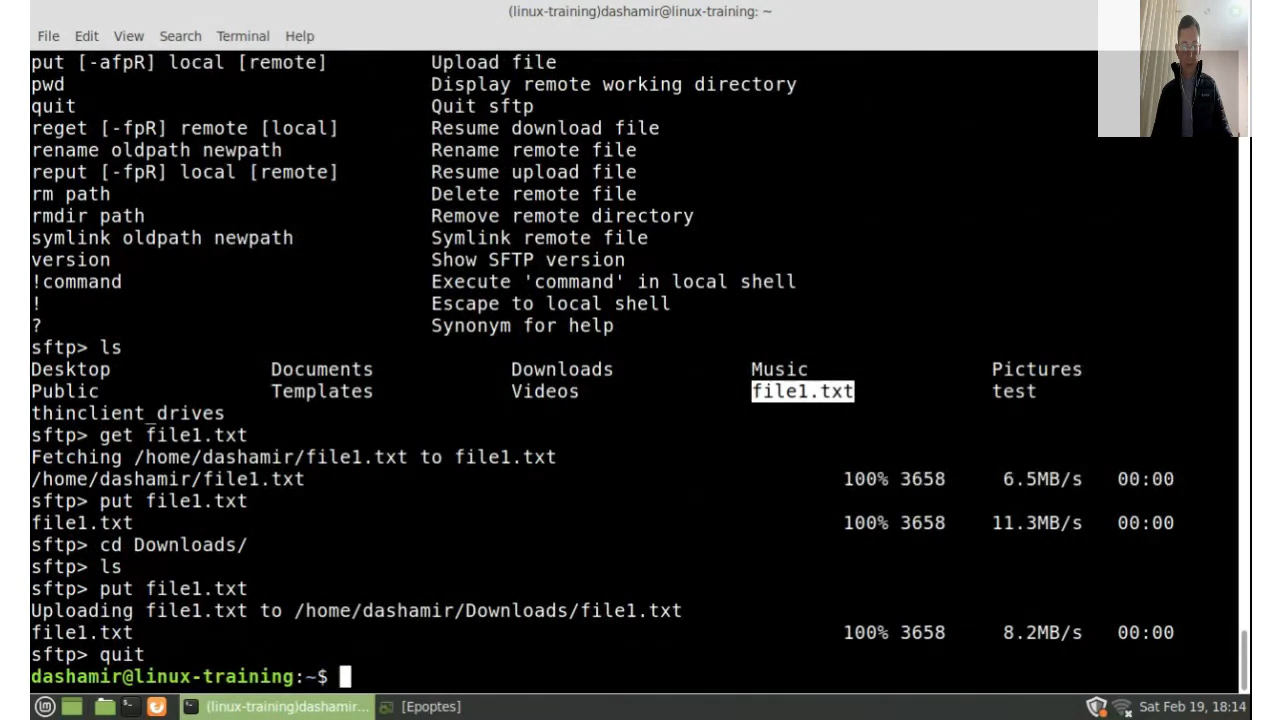 (linux-training)dashamir@linux-training: ~
File Edit View Search Terminal Help
put [-afpR] local [remote] Upload file
pwd Display remote working directory
quit Quit sftp
reget [-fpR] remote [local] Resume download file
rename oldpath newpath Rename remote file
reput [-fpR] local [remote] Resume upload file
rm path Delete remote file
rmdir path Remove remote directory
symlink oldpath newpath Symlink remote file
version Show SFTP version
!command Execute 'command' in local shell
! Escape to local shell
? Synonym for help
sftp> ls
Desktop Documents Downloads Music Pictures
Public Templates Videos file1.txt test
thinclient_drives
sftp> get file1.txt
Fetching /home/dashamir/file1.txt to file1.txt
/home/dashamir/file1.txt 100% 3658 6.5MB/s 00:00
sftp> put file1.txt
file1.txt 100% 3658 11.3MB/s 00:00
sftp> cd Downloads/
sftp> ls
sftp> put file1.txt
Uploading file1.txt to /home/dashamir/Downloads/file1.txt
file1.txt 100% 3658 8.2MB/s 00:00
sftp> quit
dashamir@linux-training:~$
(linux-training)dashamir... [Epoptes] Sat Feb 19, 18:14